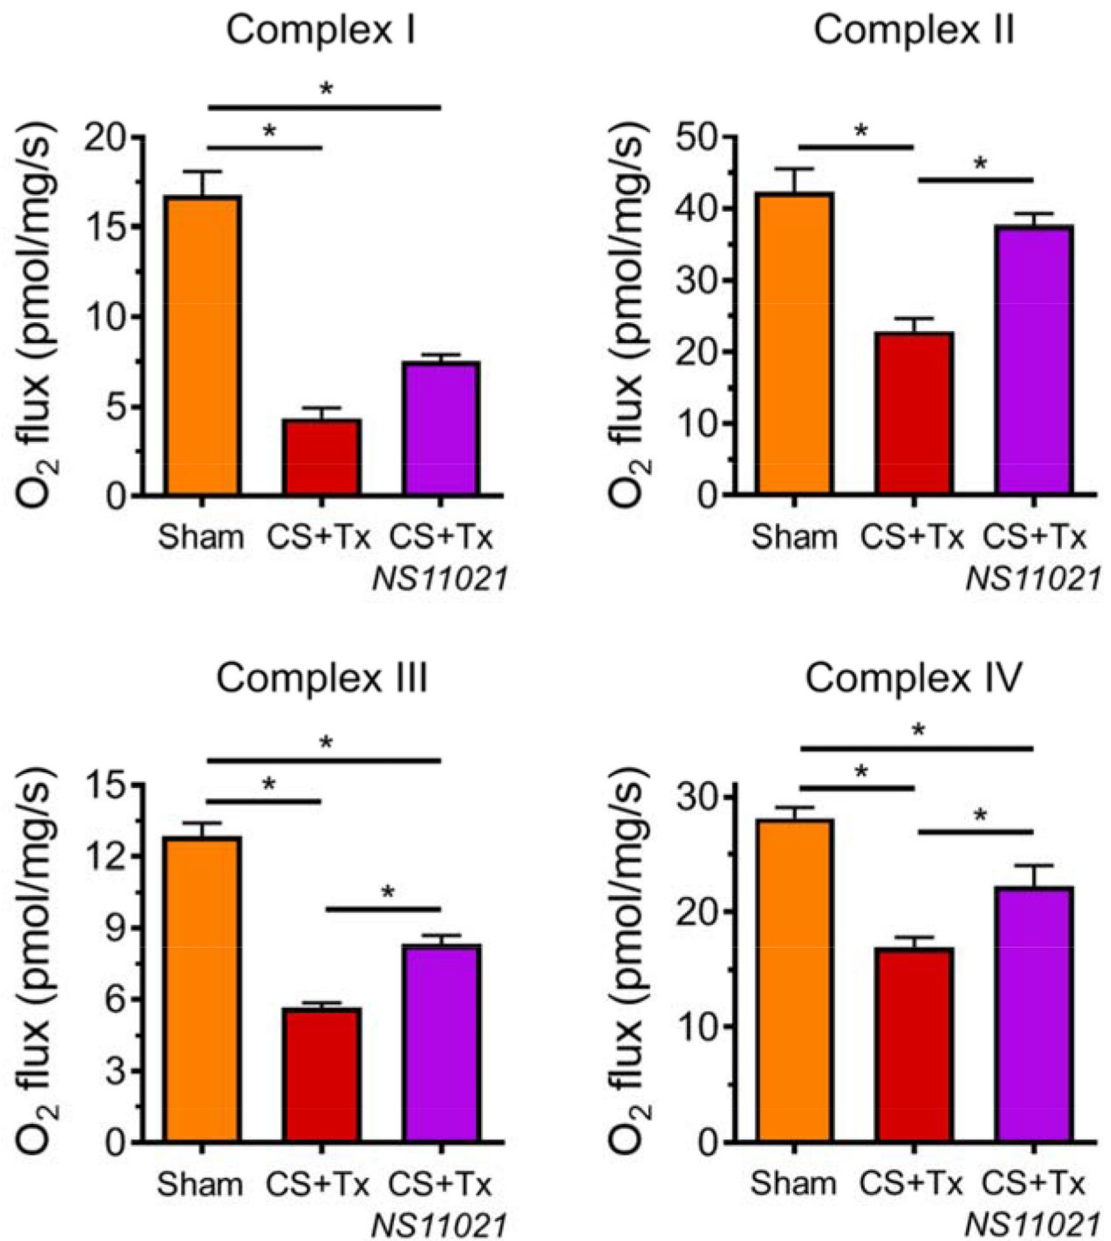 Complex I
*
*
O2 flux (pmol/mg/s)
20
15
10
5
0
Sham
CS+Tx
CS+Tx
NS11021
Complex II
*
*
O2 flux (pmol/mg/s)
50
40
30
20
10
0
Sham
CS+Tx
CS+Tx
NS11021
Complex III
*
*
*
O2 flux (pmol/mg/s)
15
12
9
6
3
0
Sham
CS+Tx
CS+Tx
NS11021
Complex IV
*
*
*
O2 flux (pmol/mg/s)
30
20
10
0
Sham
CS+Tx
CS+Tx
NS11021